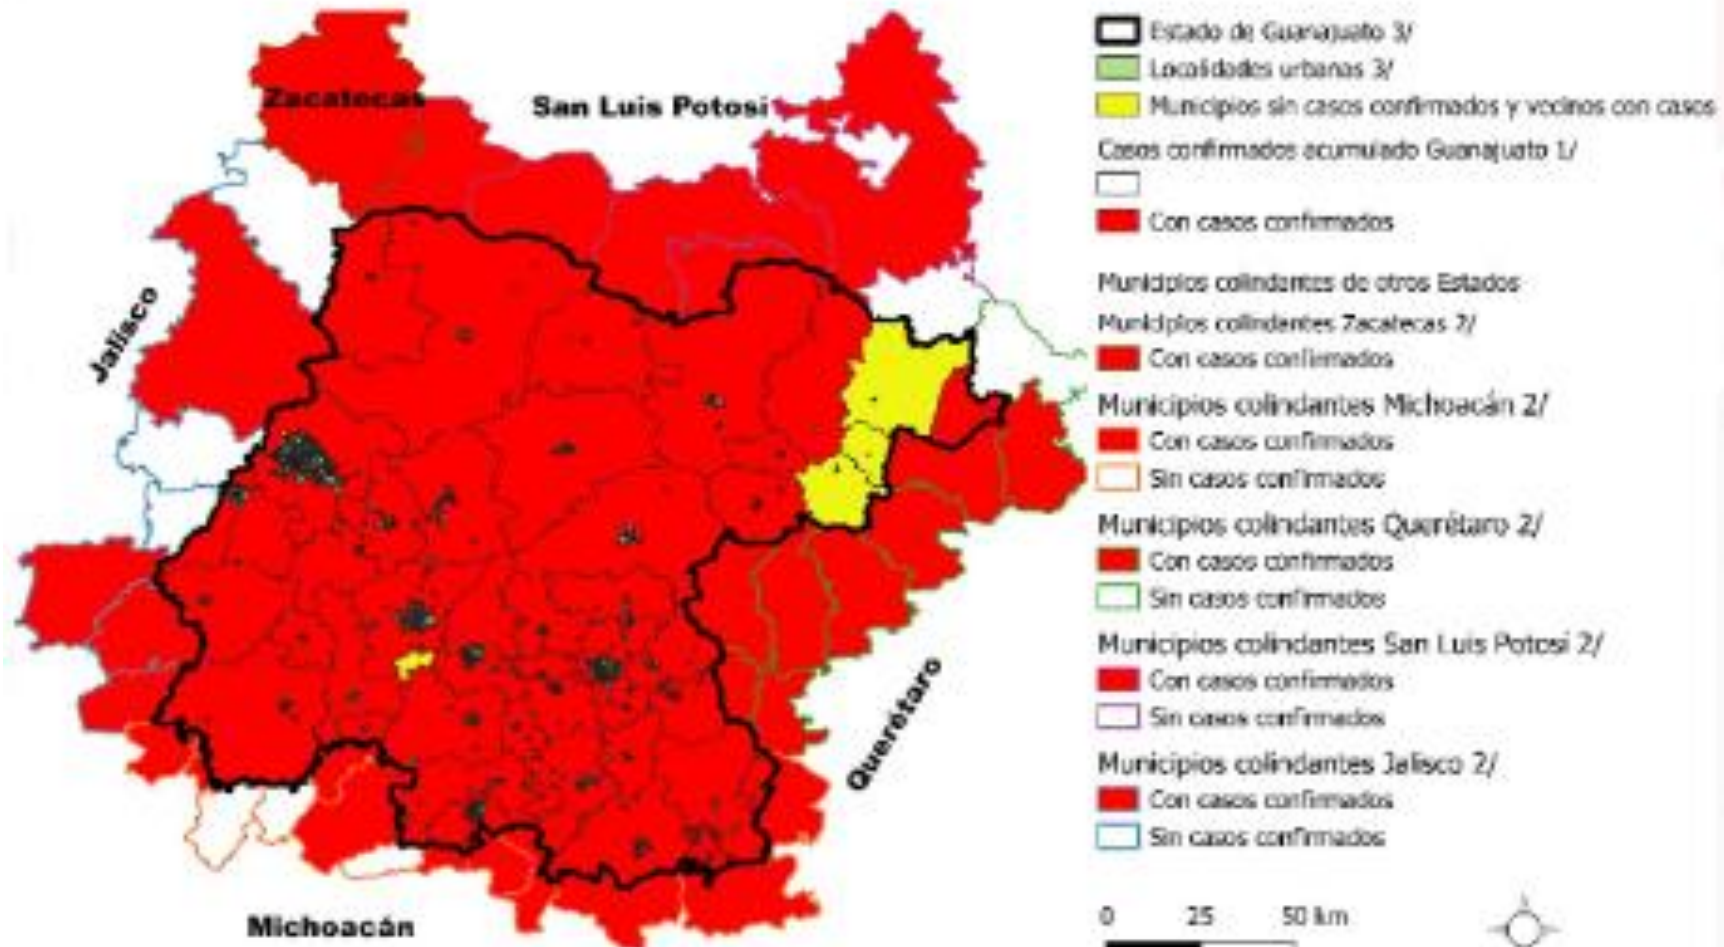 Zacatecas
San Luis Potosí
Jalisco
Querétaro
Michoacán
Estado de Guanajuato 3/
Localidades urbanas 3/
Municipios sin casos confirmados y vecinos con casos
Casos confirmados acumulado Guanajuato 1/
Con casos confirmados
Municipios colindantes de otros Estados
Municipios colindantes Zacatecas 2/
Con casos confirmados
Municipios colindantes Michoacán 2/
Con casos confirmados
Sin casos confirmados
Municipios colindantes Querétaro 2/
Con casos confirmados
Sin casos confirmados
Municipios colindantes San Luis Potosí 2/
Con casos confirmados
Sin casos confirmados
Municipios colindantes Jalisco 2/
Con casos confirmados
Sin casos confirmados
0 25 50 km